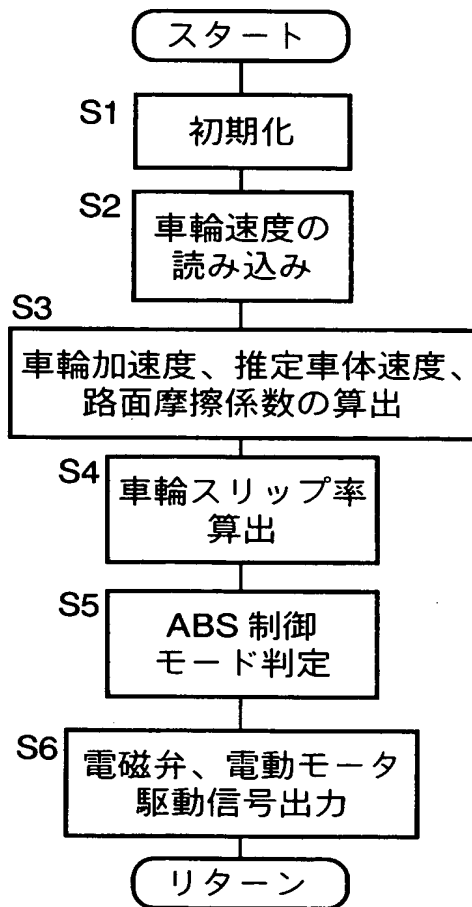 スタート
S1
初期化
S2
車輪速度の
読み込み
S3
車輪加速度、推定車体速度、
路面摩擦係数の算出
S4
車輪スリップ率
算出
S5
ABS 制御
モード判定
S6
電磁弁、電動モータ
駆動信号出力
リターン